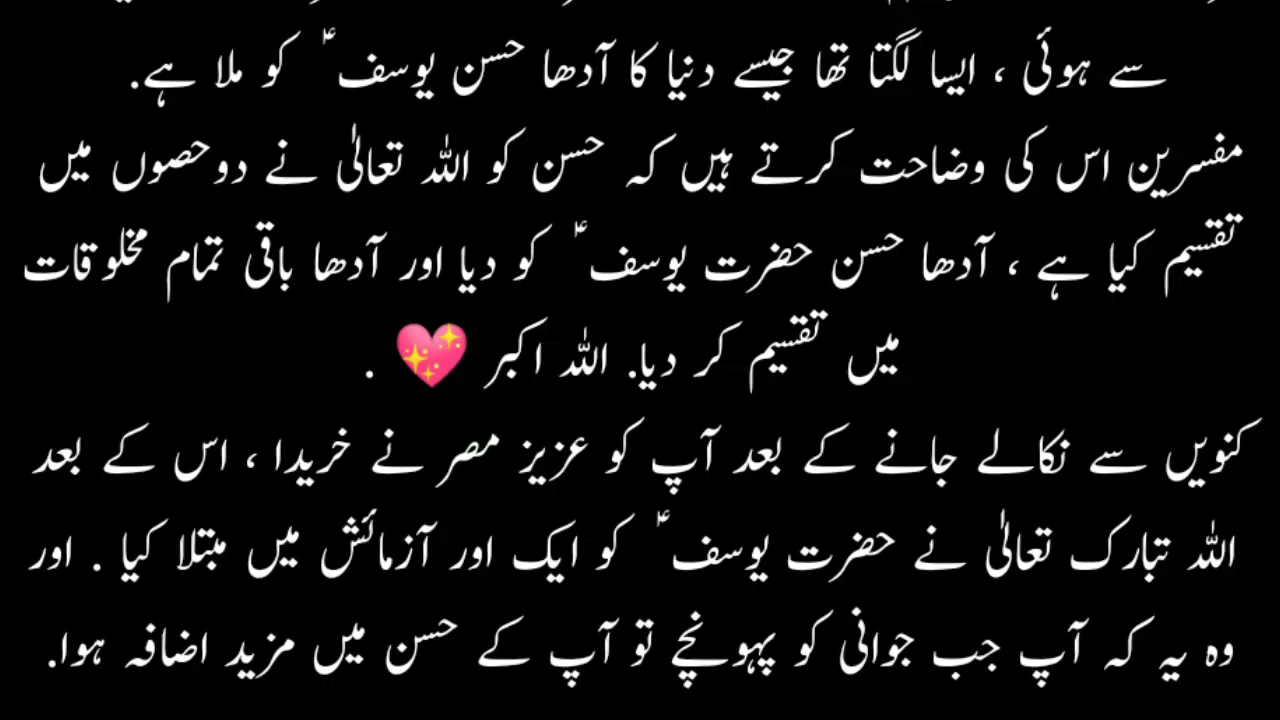 سے ہوئی ، ایسا لگتا تھا جیسے دنیا کا آدھا حسن یوسف ؑ کو ملا ہے.
مفسرین اس کی وضاحت کرتے ہیں کہ حسن کو اللہ تعالیٰ نے دو حصوں میں
تقسیم کیا ہے ، آدھا حسن حضرت یوسف ؑ کو دیا اور آدھا باقی تمام مخلوقات
میں تقسیم کر دیا. اللہ اکبر 💖 .
کنویں سے نکالے جانے کے بعد آپ کو عزیز مصر نے خریدا ، اس کے بعد
اللہ تبارک تعالیٰ نے حضرت یوسف ؑ کو ایک اور آزمائش میں مبتلا کیا . اور
وہ یہ کہ آپ جب جوانی کو پہونچے تو آپ کے حسن میں مزید اضافہ ہوا.